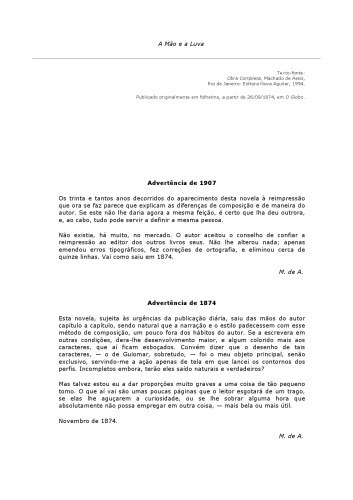 A Mão e a Luva
Texto-fonte:
Obra Completa, Machado de Assis,
Rio de Janeiro: Editora Nova Aguilar, 1994.
Publicado originalmente em folhetins, a partir de 26/09/1874, em O Globo.
Advertência de 1907
Os trinta e tantos anos decorridos do aparecimento desta novela à reimpressão
que ora se faz parece que explicam as diferenças de composição e de maneira do
autor. Se este não lhe daria agora a mesma feição, é certo que lha deu outrora,
e, ao cabo, tudo pode servir a definir a mesma pessoa.
Não existia, há muito, no mercado. O autor aceitou o conselho de confiar a
reimpressão ao editor dos outros livros seus. Não lhe alterou nada; apenas
emendou erros tipográficos, fez correções de ortografia, e eliminou cerca de
quinze linhas. Vai como saiu em 1874.
M. de A.
Advertência de 1874
Esta novela, sujeita às urgências da publicação diária, saiu das mãos do autor
capítulo a capítulo, sendo natural que a narração e o estilo padecessem com esse
método de composição, um pouco fora dos hábitos do autor. Se a escrevera em
outras condições, dera-lhe desenvolvimento maior, e algum colorido mais aos
caracteres, que aí ficam esboçados. Convém dizer que o desenho de tais
caracteres, — o de Guiomar, sobretudo, — foi o meu objeto principal, senão
exclusivo, servindo-me a ação apenas de tela em que lancei os contornos dos
perfis. Incompletos embora, terão eles saído naturais e verdadeiros?
Mas talvez estou eu a dar proporções muito graves a uma coisa de tão pequeno
tomo. O que aí vai são umas poucas páginas que o leitor esgotará de um trago,
se elas lhe aguçarem a curiosidade, ou se lhe sobrar alguma hora que
absolutamente não possa empregar em outra coisa, — mais bela ou mais útil.
Novembro de 1874.
M. de A.